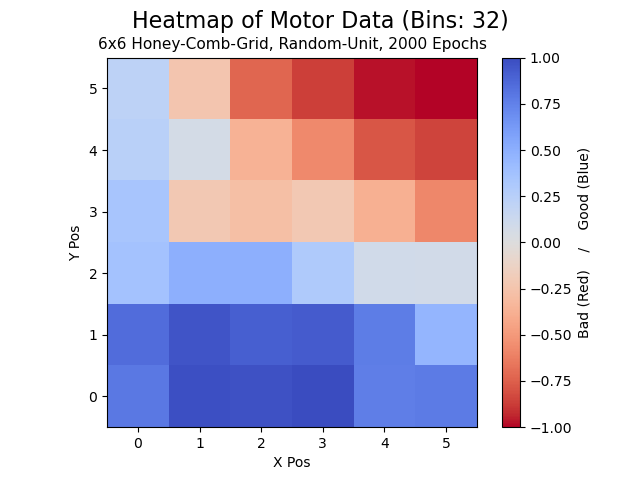 Heatmap of Motor Data (Bins: 32)
6x6 Honey-Comb-Grid, Random-Unit, 2000 Epochs
5
4
3
2
1
0
Y Pos
0 1 2 3 4 5
X Pos
1.00
0.75
0.50
0.25
0.00
−0.25
−0.50
−0.75
−1.00
Bad (Red) / Good (Blue)